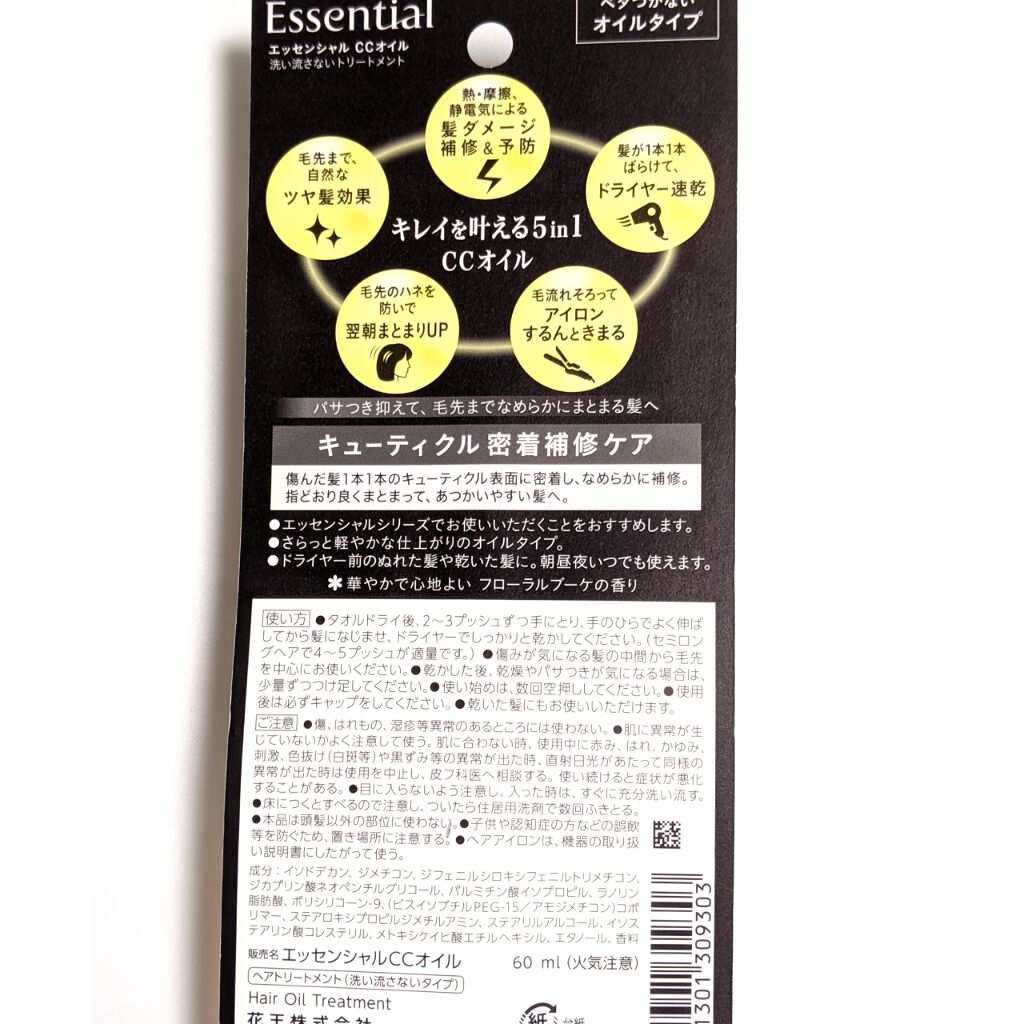 Essential
エッセンシャル CCオイル
洗い流さないトリートメント
ベタつかない
オイルタイプ
熱・摩擦、
静電気による
髪ダメージ
補修&予防
毛先まで、
自然な
ツヤ髪効果
髪が1本1本
ばらけて、
ドライヤー速乾
キレイを叶える5in1
CCオイル
毛先のハネを
防いで
翌朝まとまりUP
毛流れそろって
アイロン
するんときまる
パサつき抑えて、毛先までなめらかにまとまる髪へ
キューティクル 密着補修ケア
傷んだ髪1本1本のキューティクル表面に密着し、なめらかに補修。
指どおり良くまとまって、あつかいやすい髪へ。
●エッセンシャルシリーズでお使いいただくことをおすすめします。
●さらっと軽やかな仕上がりのオイルタイプ。
●ドライヤー前のぬれた髪や乾いた髪に。朝昼夜いつでも使えます。
✻華やかで心地よい フローラルブーケの香り
使い方 ●タオルドライ後、2〜3プッシュずつ手にとり、手のひらでよく伸ば
してから髪になじませ、ドライヤーでしっかりと乾かしてください。(セミロン
グヘアで4〜5プッシュが適量です。) ●傷みが気になる髪の中間から毛先
を中心にお使いください。●乾かした後、乾燥やパサつきが気になる場合は、
少量ずつつけ足してください。●使い始めは、数回空押ししてください。●使用
後は必ずキャップをしてください。●乾いた髪にもお使いいただけます。
ご注意 ●傷、はれもの、湿疹等異常のあるところには使わない。●肌に異常が生
じていないかよく注意して使う。肌に合わない時、使用中に赤み、はれ、かゆみ、
刺激、色抜け(白斑等)や黒ずみ等の異常が出た時、直射日光があたって同様の
異常が出た時は使用を中止し、皮フ科医へ相談する。使い続けると症状が悪化
することがある。●目に入らないよう注意し、入った時は、すぐに充分洗い流す。
●床につくとすべるので注意し、ついたら住居用洗剤で数回ふきとる。
●本品は頭髪以外の部位に使わない。●子供や認知症の方などの誤飲
等を防ぐため、置き場所に注意する。●ヘアアイロンは、機器の取り扱
い説明書にしたがって使う。
成分：イソドデカン、ジメチコン、ジフェニルシロキシフェニルトリメチコン、
ジカプリン酸ネオペンチルグリコール、パルミチン酸イソプロピル、ラノリン
脂肪酸、ポリシリコーン-9、(ビスイソブチルPEG-15/アモジメチコン)コポ
リマー、ステアロキシプロピルジメチルアミン、ステアリルアルコール、イソス
テアリン酸コレステリル、メトキシケイヒ酸エチルヘキシル、エタノール、香料
販売名 エッセンシャルCCオイル 60 ml (火気注意)
ヘアトリートメント(洗い流さないタイプ)
Hair Oil Treatment
花王株式会社
紙 台紙
1301 309303